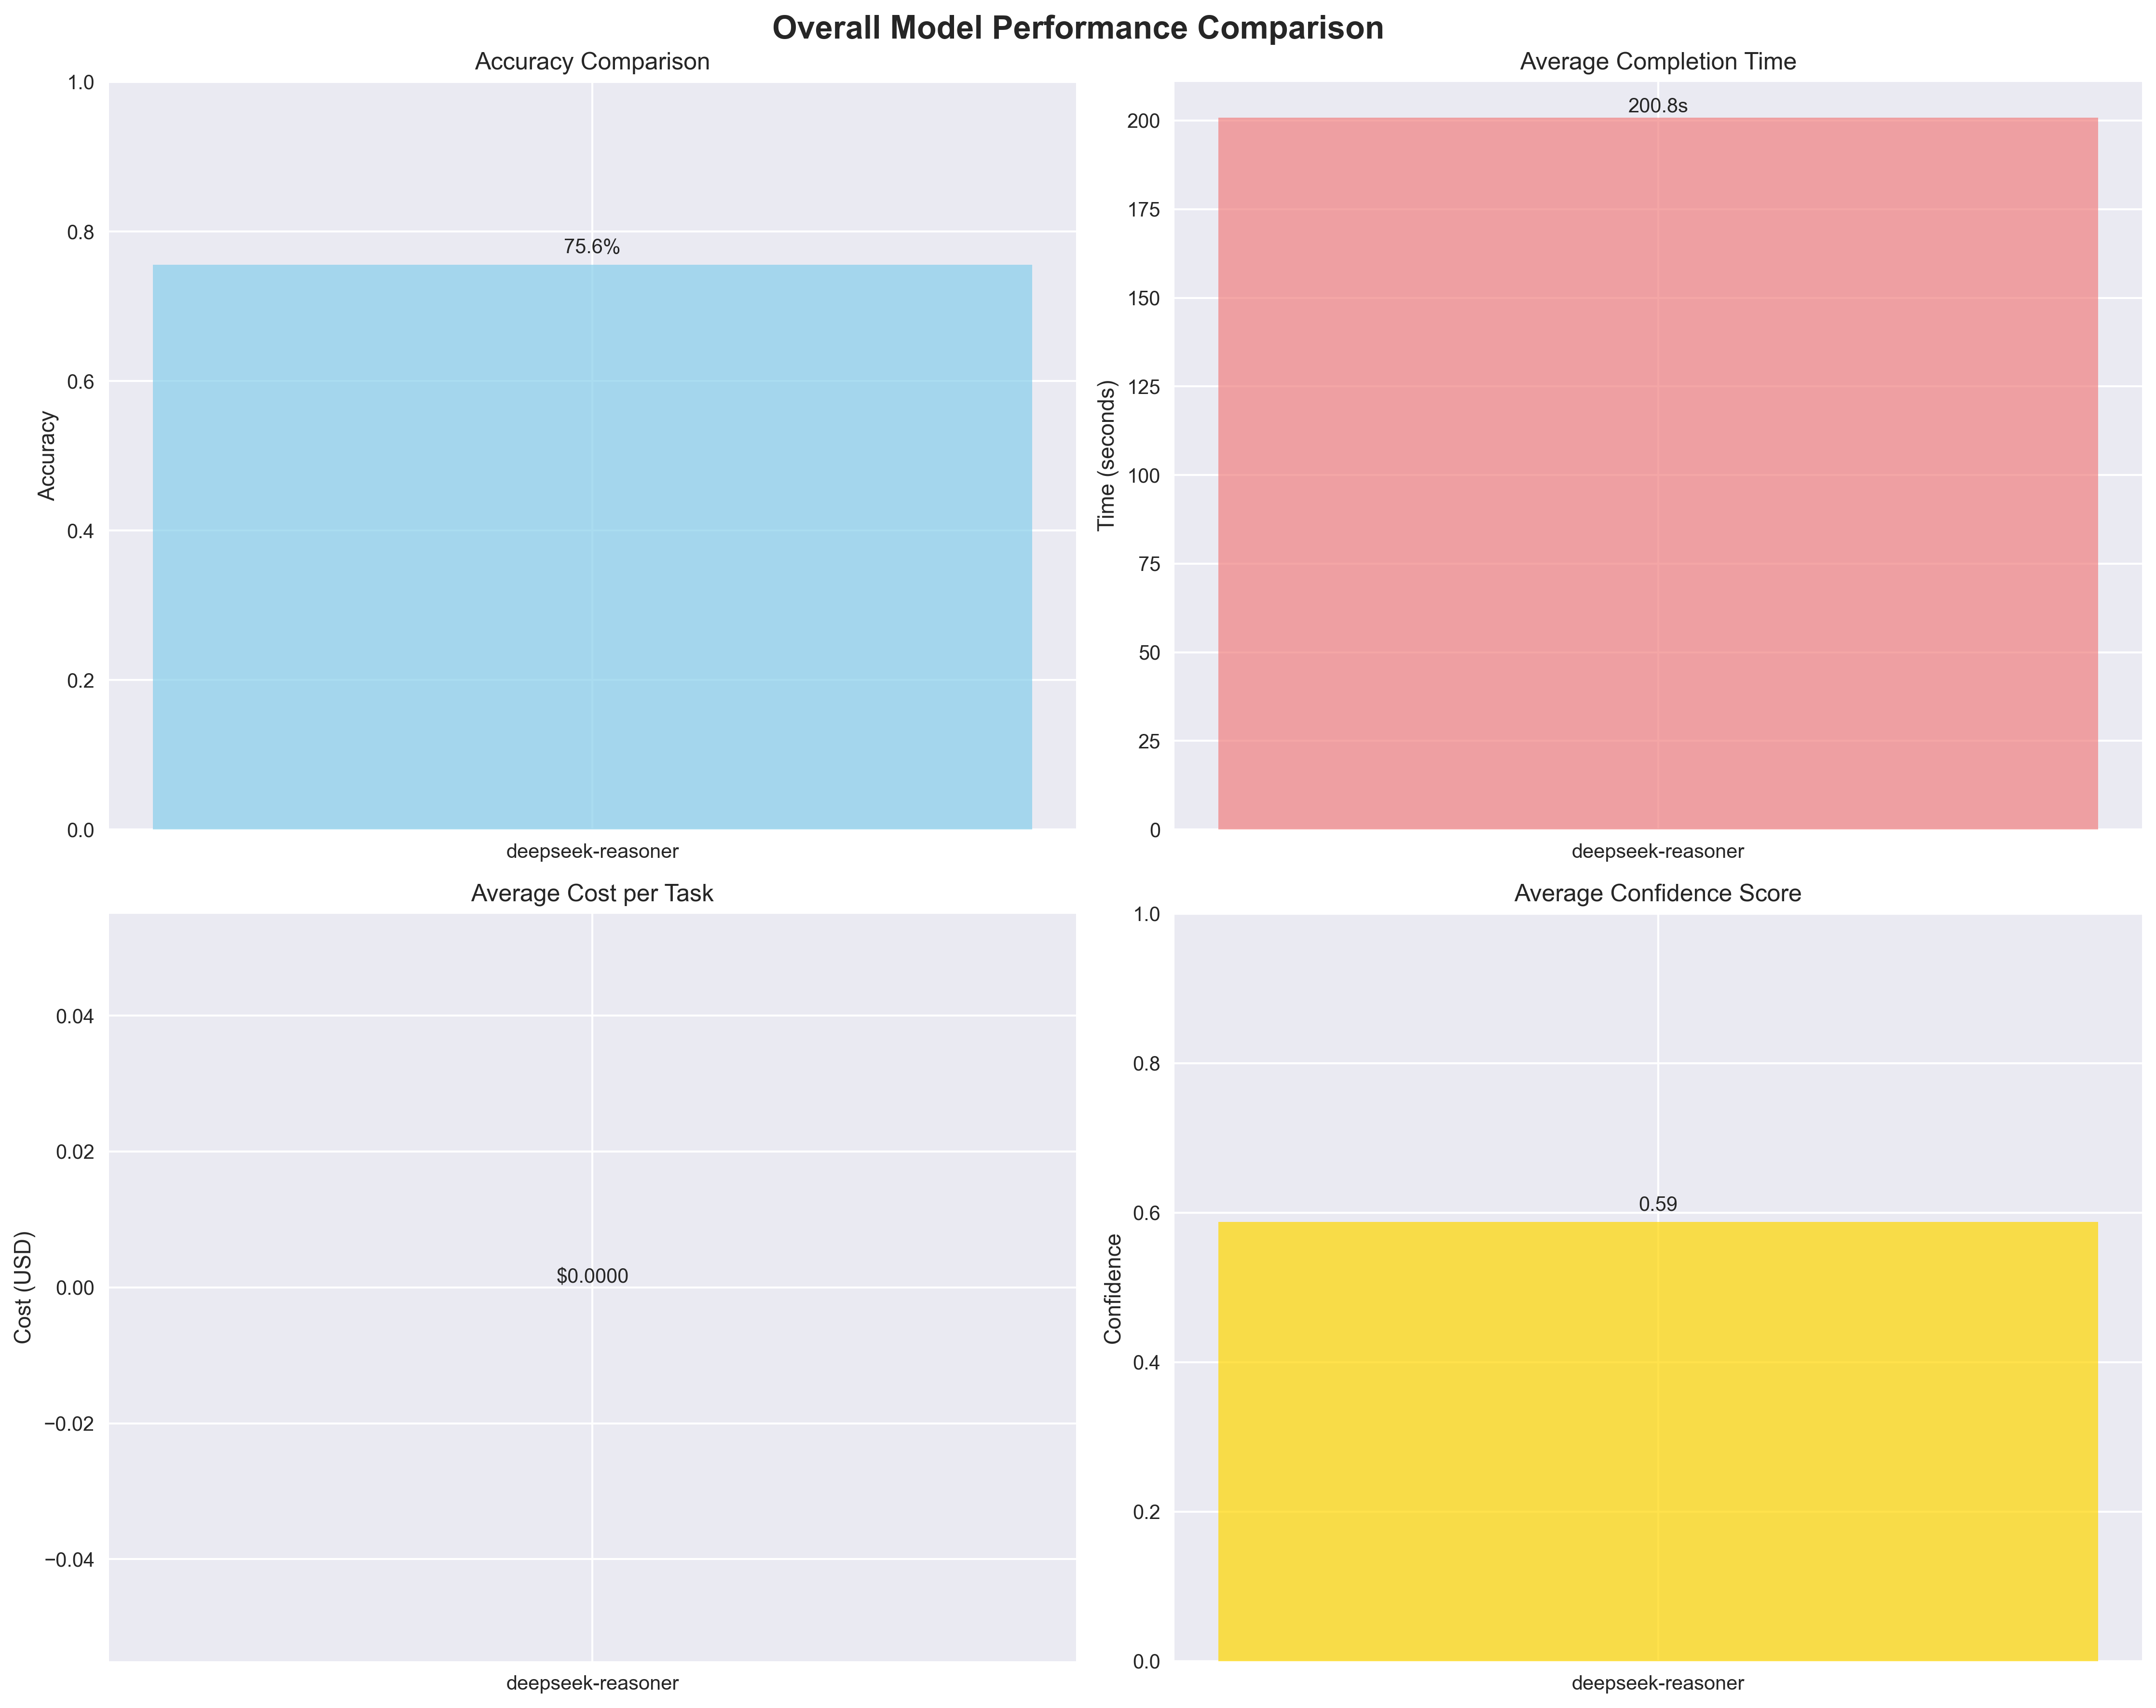 Overall Model Performance Comparison
Accuracy Comparison
1.0
0.8
0.6
0.4
0.2
0.0
Accuracy
75.6%
deepseek-reasoner
Average Completion Time
200
175
150
125
100
75
50
25
0
Time (seconds)
200.8s
deepseek-reasoner
Average Cost per Task
0.04
0.02
0.00
−0.02
−0.04
Cost (USD)
$0.0000
deepseek-reasoner
Average Confidence Score
1.0
0.8
0.6
0.4
0.2
0.0
Confidence
0.59
deepseek-reasoner